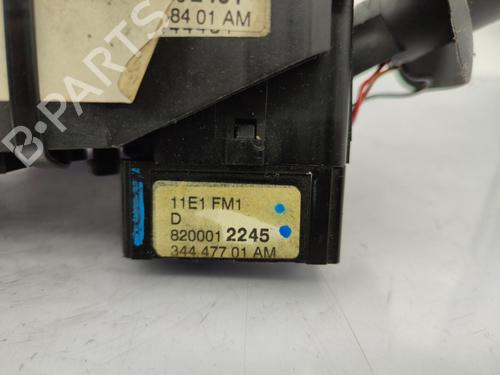 84 01 AM
B-PARTS
11E1 FM1
D
820001 2245
344 477 01 AM